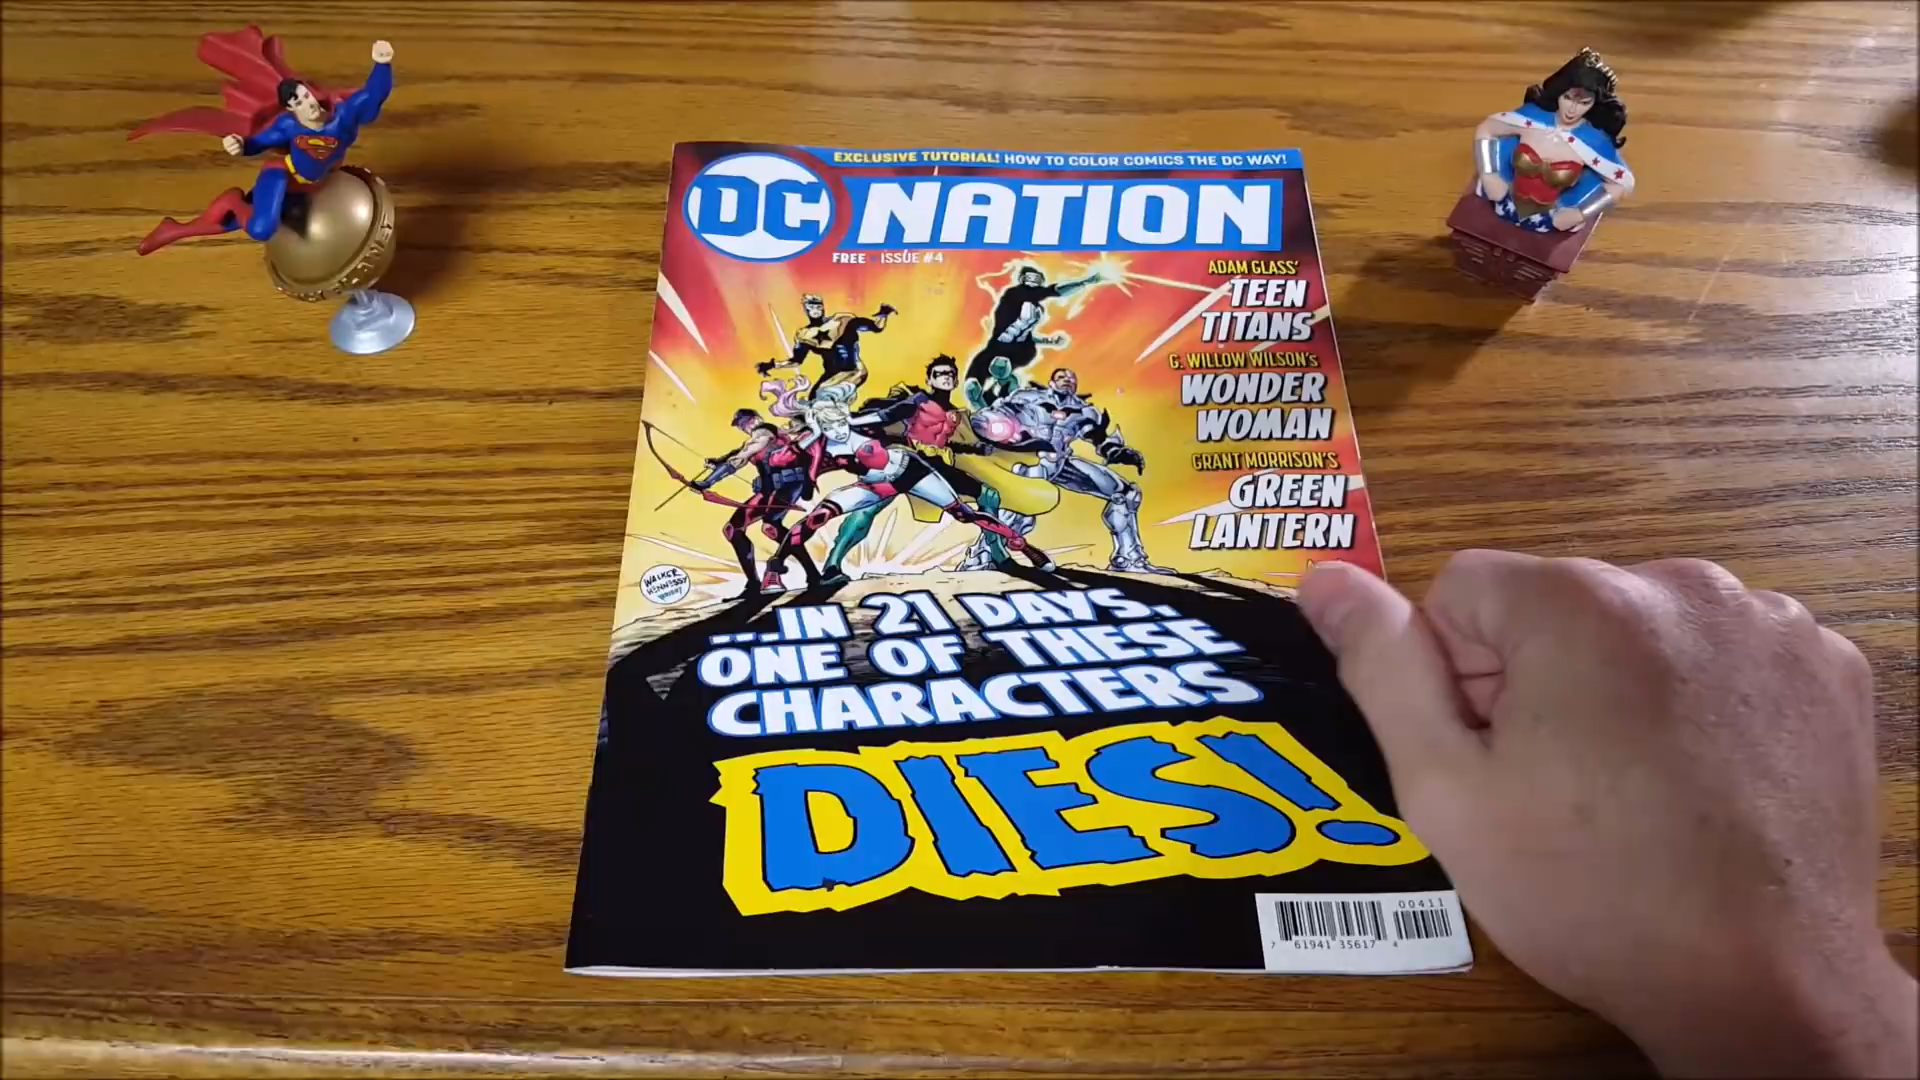 EXCLUSIVE TUTORIAL! HOW TO COLOR COMICS THE DC WAY!
DC NATION
FREE • ISSUE #4
ADAM GLASS'
TEEN
TITANS
G. WILLOW WILSON'S
WONDER
WOMAN
GRANT MORRISON'S
GREEN
LANTERN
WALKER
HENNESSY
...IN 21 DAYS,
ONE OF THESE
CHARACTERS
DIES!
00411
7 61941 35617 4